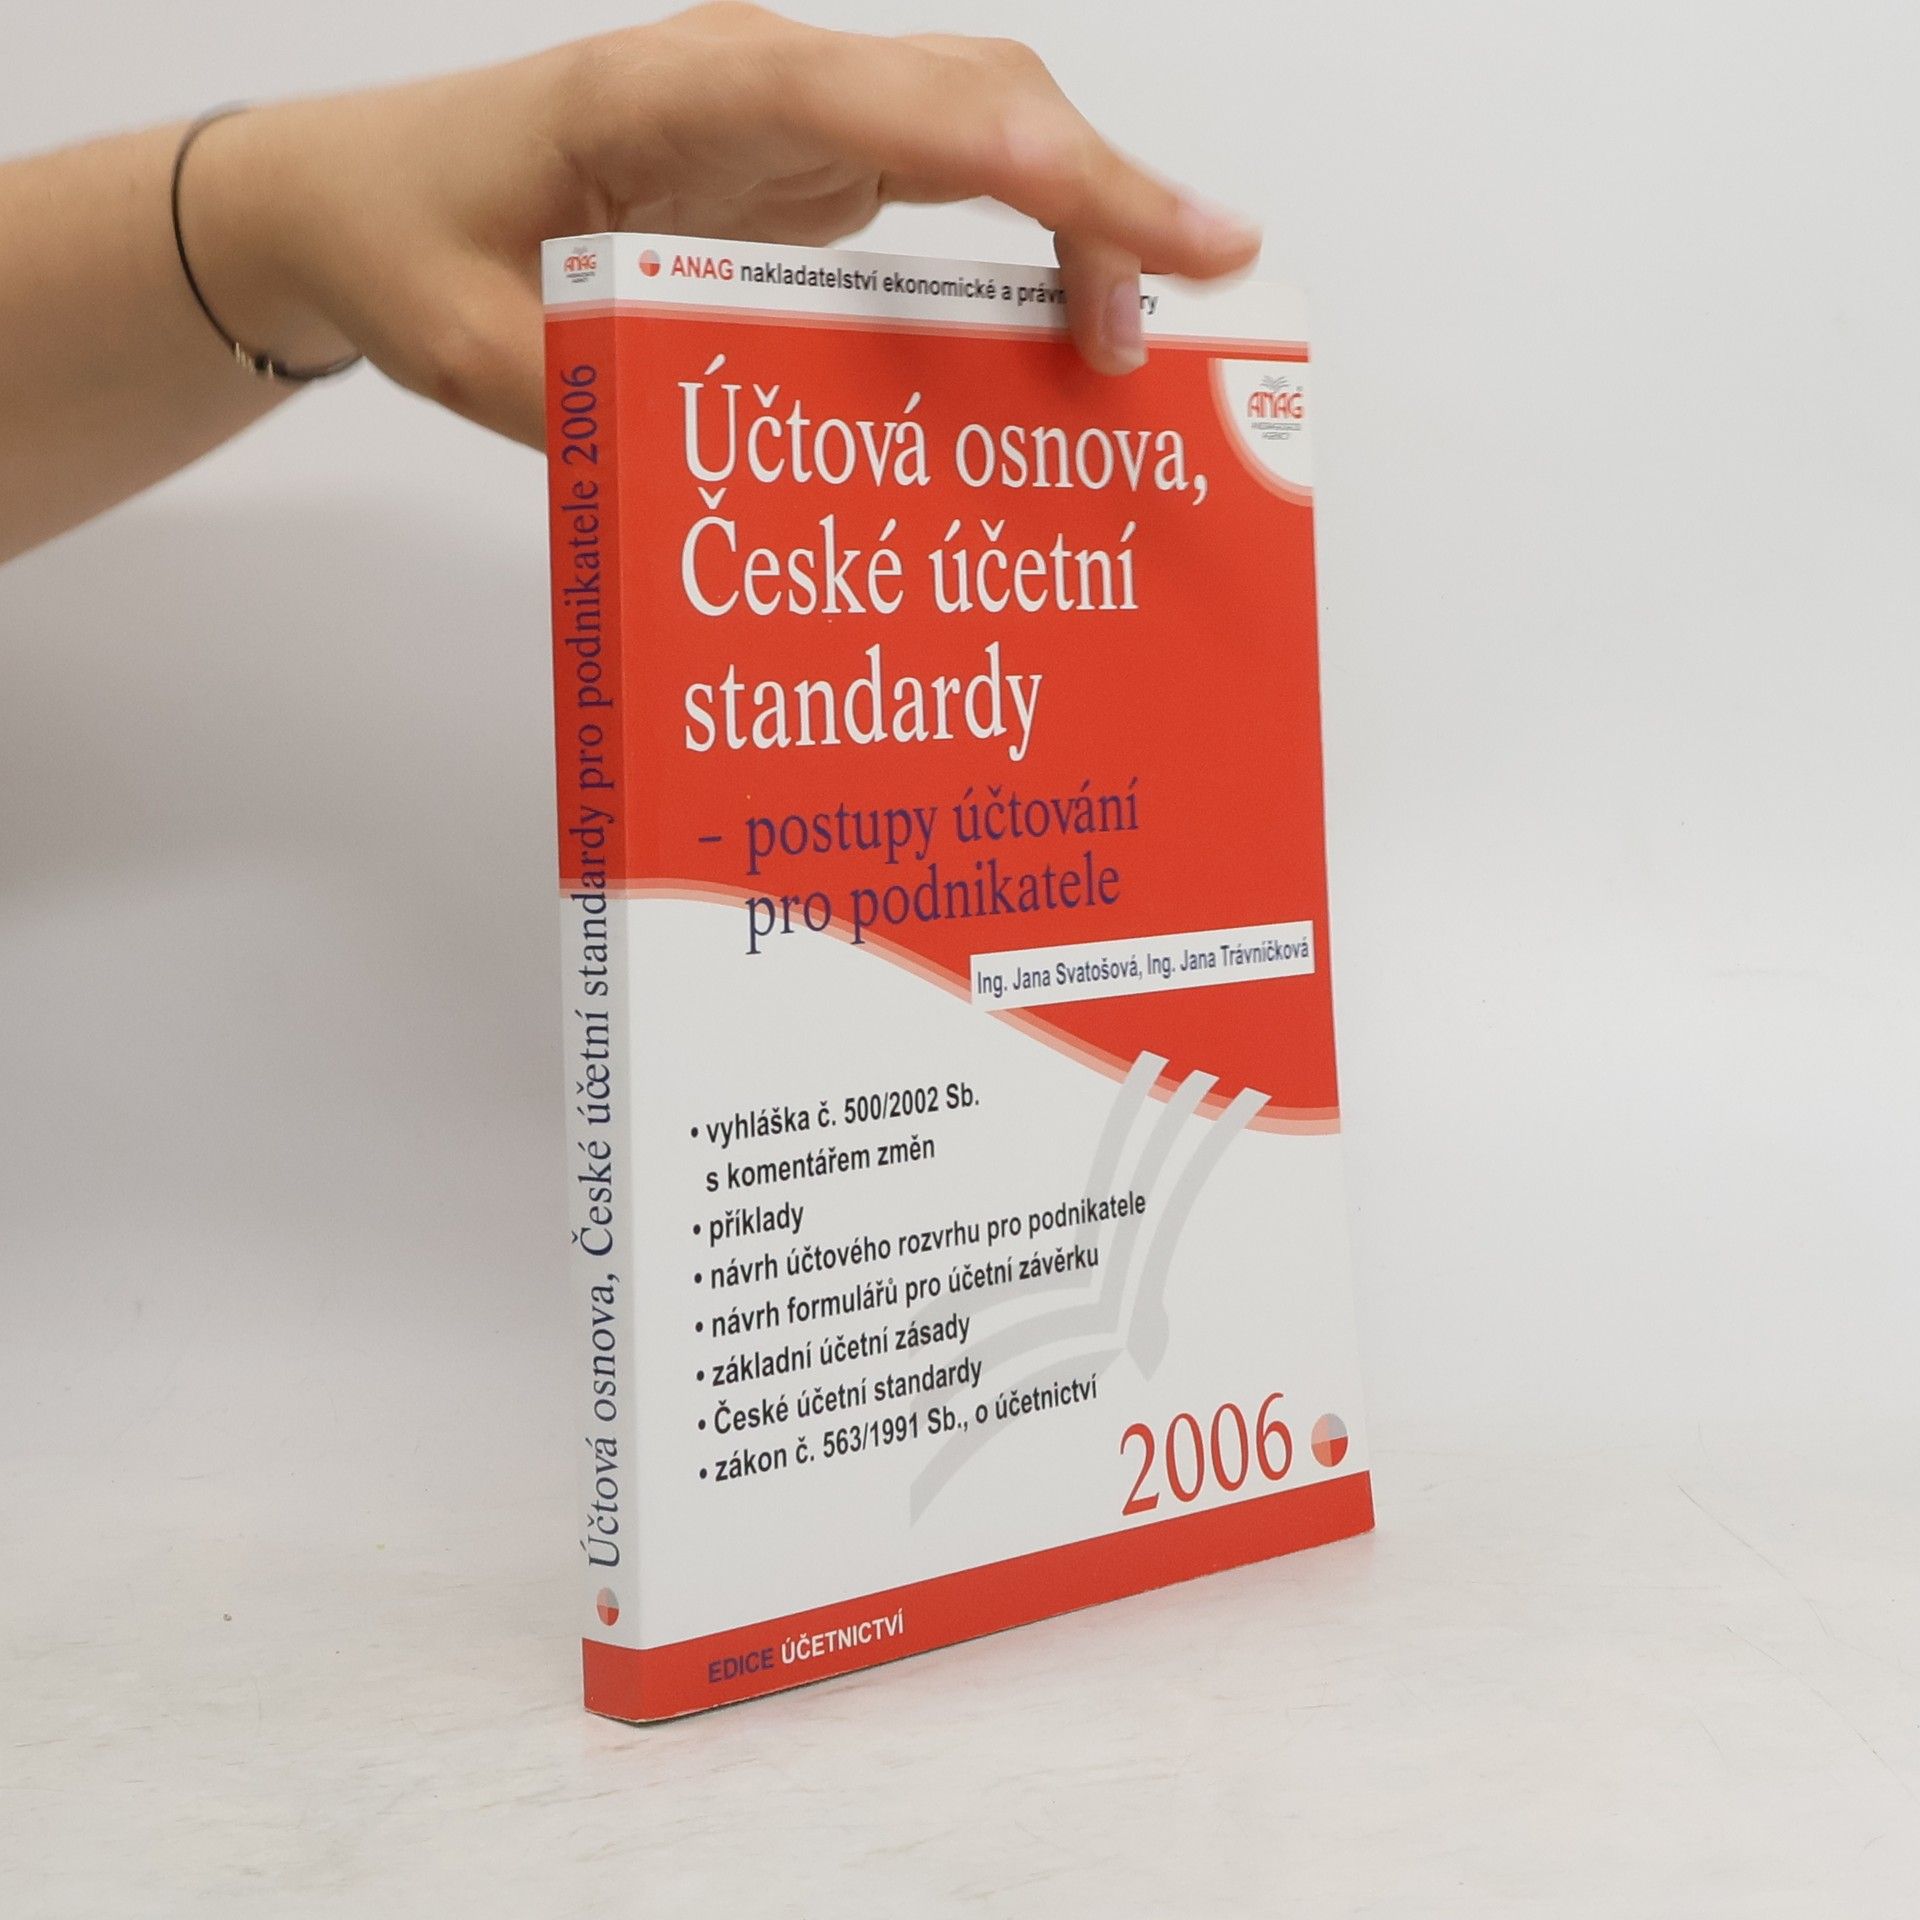 ANAG
Účtová osnova, České účetní standardy pro podnikatele 2006
ANAG nakladatelství ekonomické a
Účtová osnova,
České účetní
standardy
– postupy účtování
pro podnikatele
ANAG
Ing. Jana Svatošová, Ing. Jana Trávníčková
• vyhláška č. 500/2002 Sb.
s komentářem změn
• příklady
• návrh účtového rozvrhu pro podnikatele
• návrh formulářů pro účetní závěrku
• základní účetní zásady
• České účetní standardy
• zákon č. 563/1991 Sb., o účetnictví
2006
EDICE ÚČETNICTVÍ